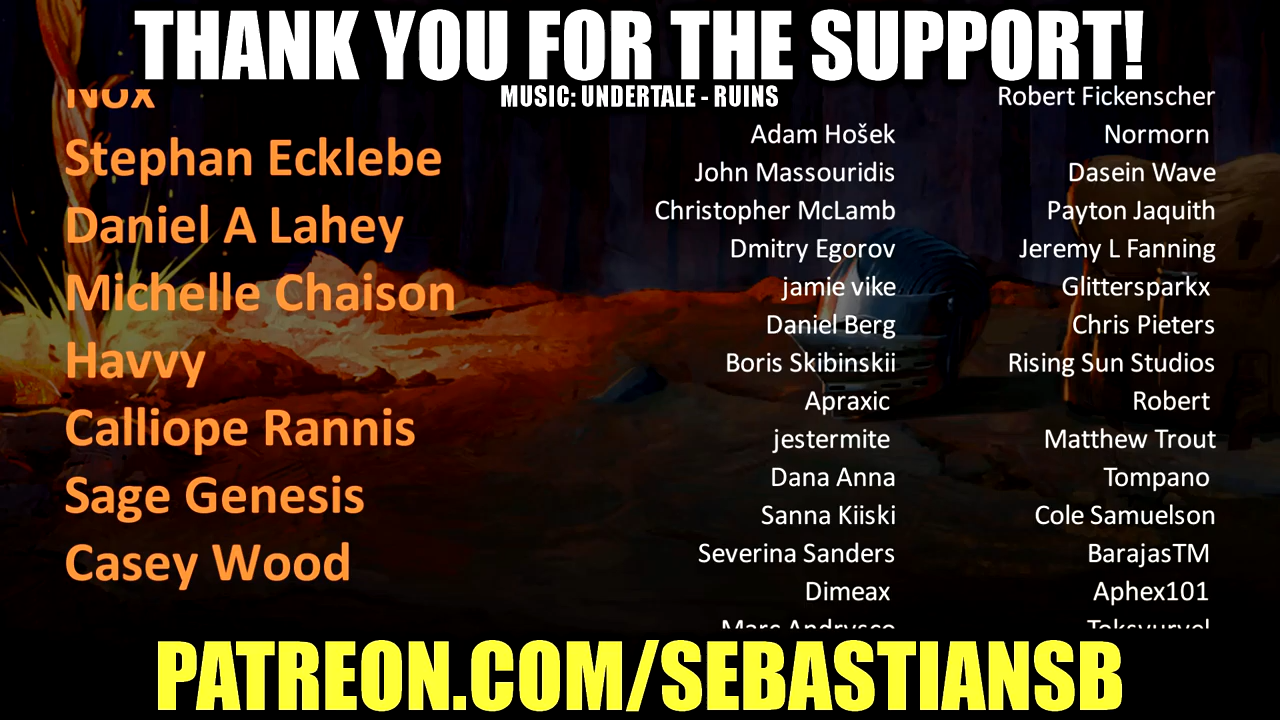 THANK YOU FOR THE SUPPORT!
MUSIC: UNDERTALE - RUINS
NOX
Stephan Ecklebe
Daniel A Lahey
Michelle Chaison
Havvy
Calliope Rannis
Sage Genesis
Casey Wood
Adam Hošek
John Massouridis
Christopher McLamb
Dmitry Egorov
jamie vike
Daniel Berg
Boris Skibinskii
Apraxic
jestermite
Dana Anna
Sanna Kiiski
Severina Sanders
Dimeax
Robert Fickenscher
Normorn
Dasein Wave
Payton Jaquith
Jeremy L Fanning
Glittersparkx
Chris Pieters
Rising Sun Studios
Robert
Matthew Trout
Tompano
Cole Samuelson
BarajasTM
Aphex101
PATREON.COM/SEBASTIANSB